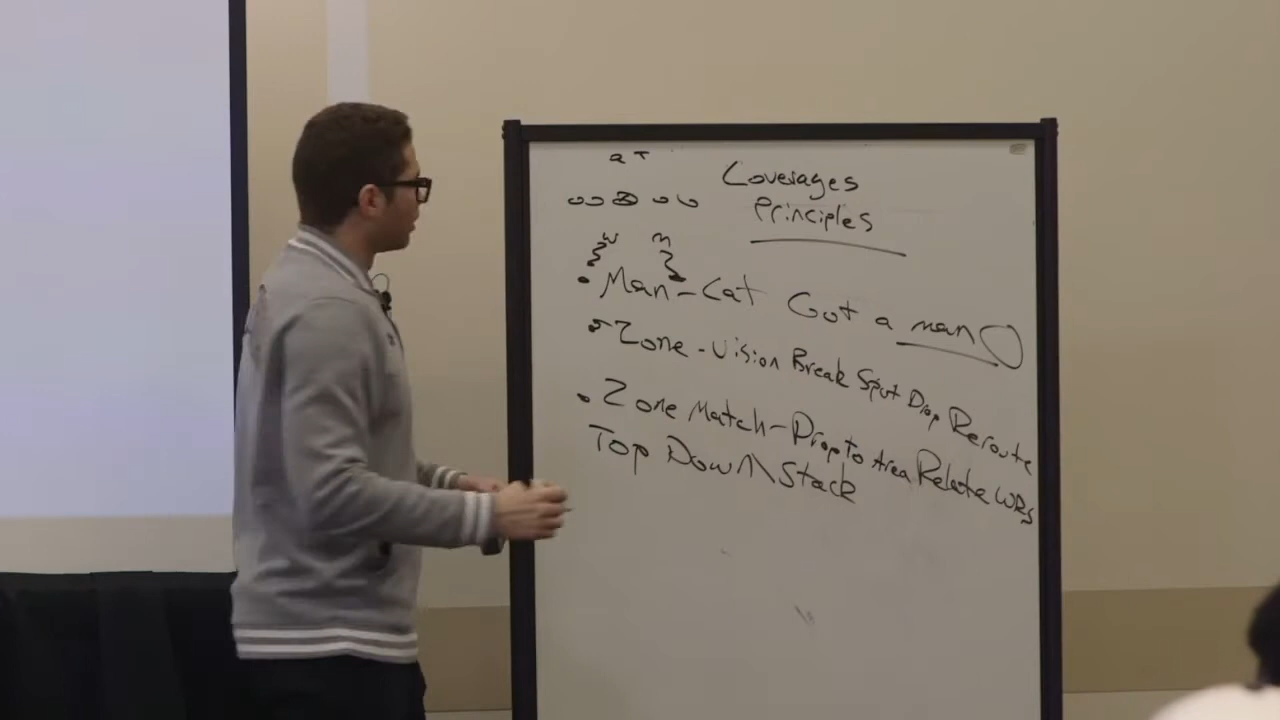 Q T
Coverages
Principles
W M
• Man - Cat Got a man
• Zone - Vision Break Spot Drop Reroute
• Zone Match - Drop to Area Relate WRs
Top Down Stack